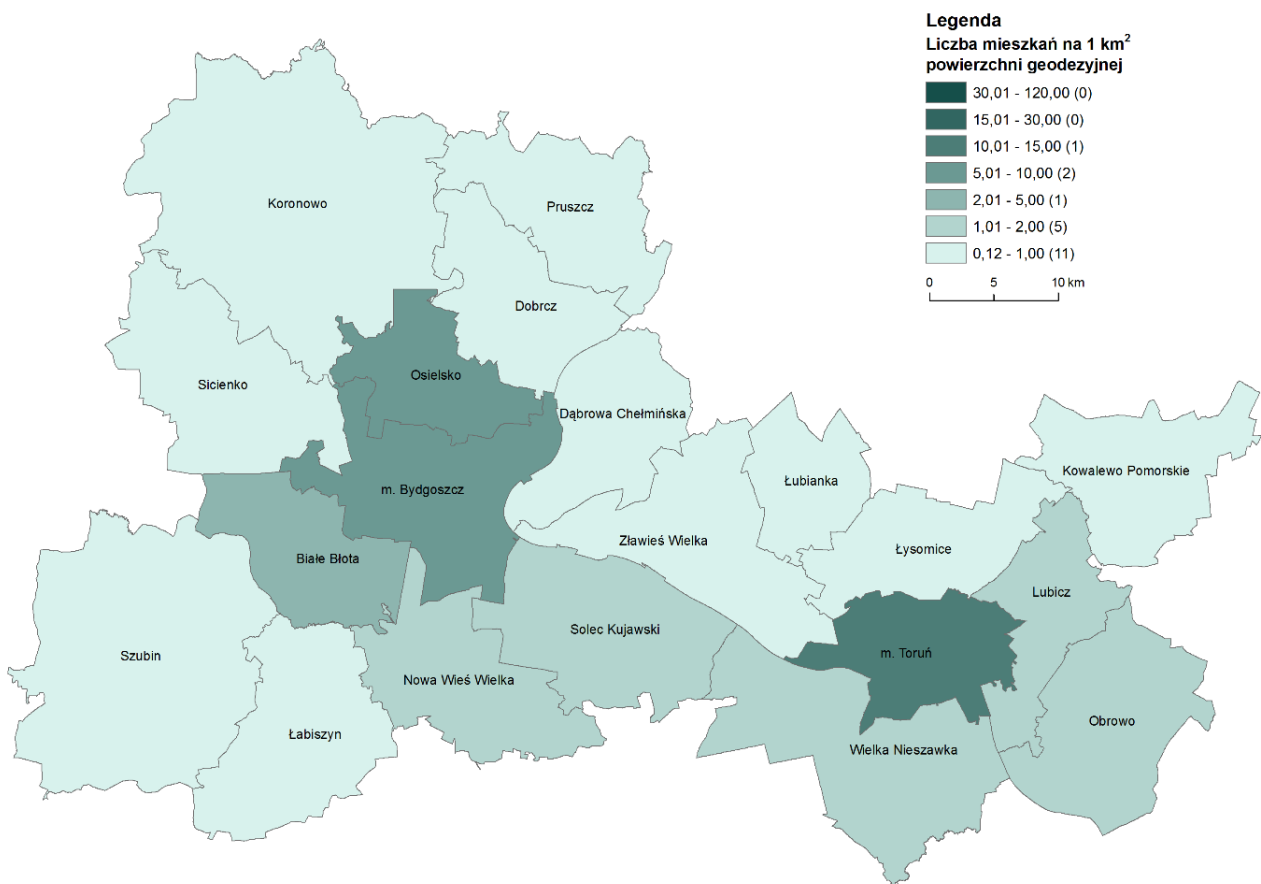 Legenda
Liczba mieszkań na 1 km²
powierzchni geodezyjnej
30,01 - 120,00 (0)
15,01 - 30,00 (0)
10,01 - 15,00 (1)
5,01 - 10,00 (2)
2,01 - 5,00 (1)
1,01 - 2,00 (5)
0,12 - 1,00 (11)
0 5 10 km
Koronowo
Pruszcz
Dobrcz
Osielsko
Sicienko
Dąbrowa Chełmińska
Kowalewo Pomorskie
Łubianka
m. Bydgoszcz
Zławieś Wielka
Łysomice
Białe Błota
Lubicz
Solec Kujawski
Szubin
m. Toruń
Nowa Wieś Wielka
Obrowo
Łabiszyn
Wielka Nieszawka